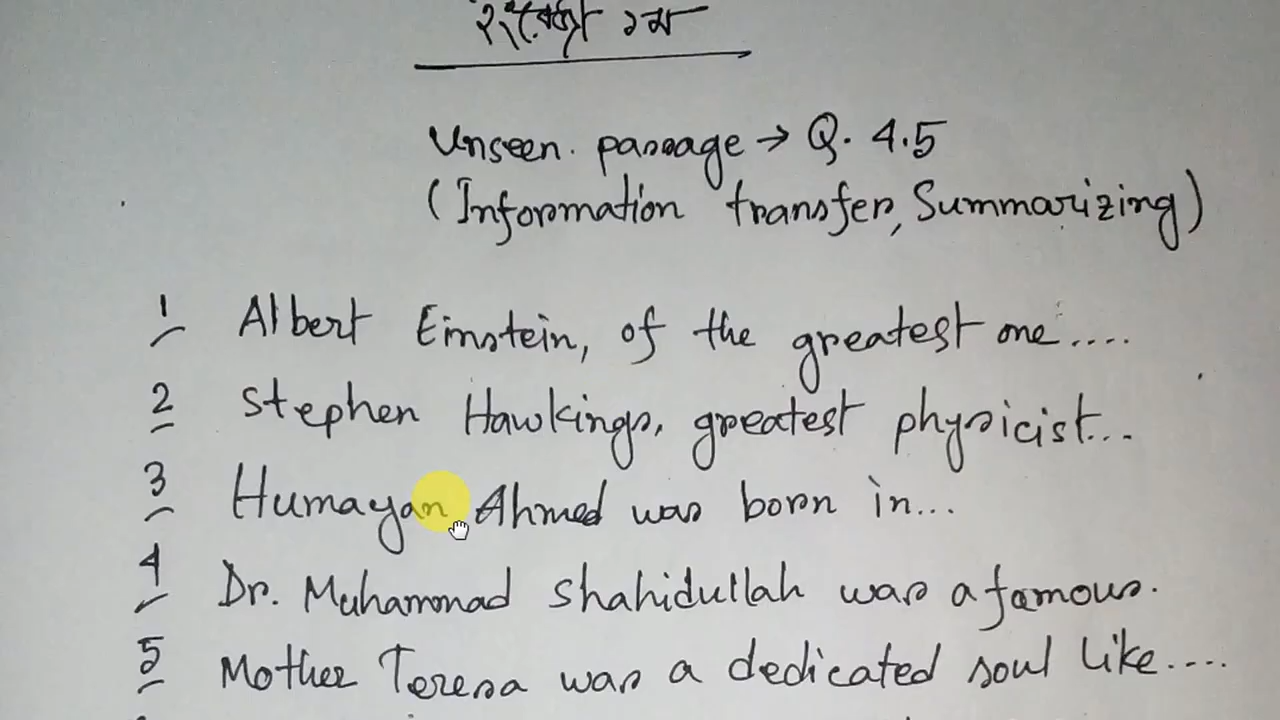 Unseen. passage → Q. 4.5
(Information transfer, Summarizing)
1 Albert Einstein, of the greatest one....
2 Stephen Hawkings, greatest physicist...
3 Humayan Ahmed was born in...
4 Dr. Muhammad Shahidullah was a famous.
5 Mother Teresa was a dedicated soul like....